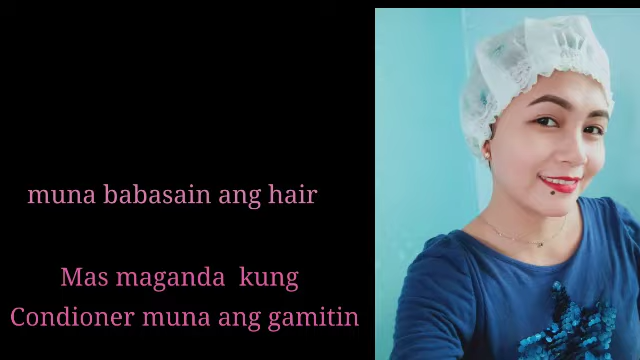 muna babasain ang hair
Mas maganda kung
Condioner muna ang gamitin